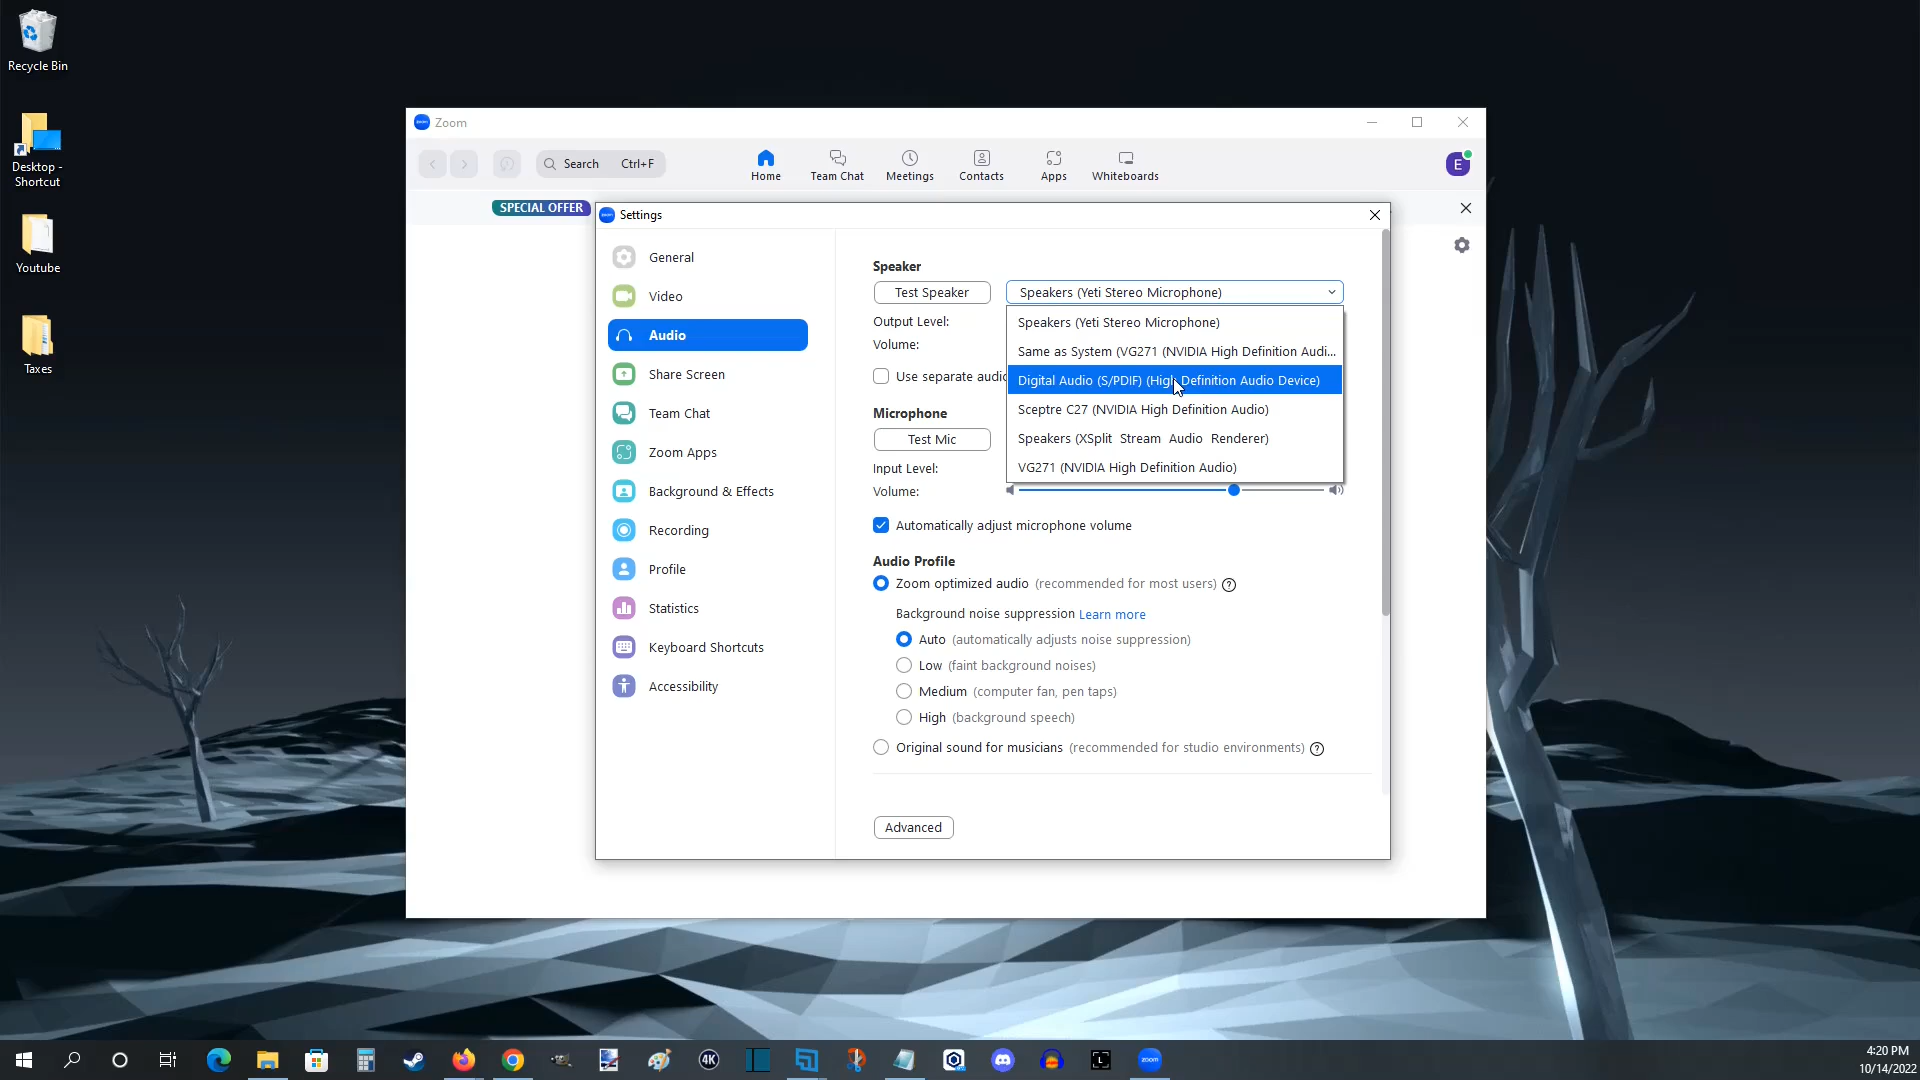 Recycle Bin
Desktop -
Shortcut
Youtube
Taxes
Zoom
Search Ctrl+F
Home
Team Chat
Meetings
Contacts
Apps
Whiteboards
E
SPECIAL OFFER
Settings
General
Video
Audio
Share Screen
Team Chat
Zoom Apps
Background & Effects
Recording
Profile
Statistics
Keyboard Shortcuts
Accessibility
Speaker
Test Speaker
Speakers (Yeti Stereo Microphone)
Speakers (Yeti Stereo Microphone)
Same as System (VG271 (NVIDIA High Definition Audi...
Digital Audio (S/PDIF) (High Definition Audio Device)
Sceptre C27 (NVIDIA High Definition Audio)
Speakers (XSplit Stream Audio Renderer)
VG271 (NVIDIA High Definition Audio)
Output Level:
Volume:
Use separate audio
Microphone
Test Mic
Input Level:
Volume:
Automatically adjust microphone volume
Audio Profile
Zoom optimized audio (recommended for most users)
Background noise suppression Learn more
Auto (automatically adjusts noise suppression)
Low (faint background noises)
Medium (computer fan, pen taps)
High (background speech)
Original sound for musicians (recommended for studio environments)
Advanced
4K
L
zoom
4:20 PM
10/14/2022